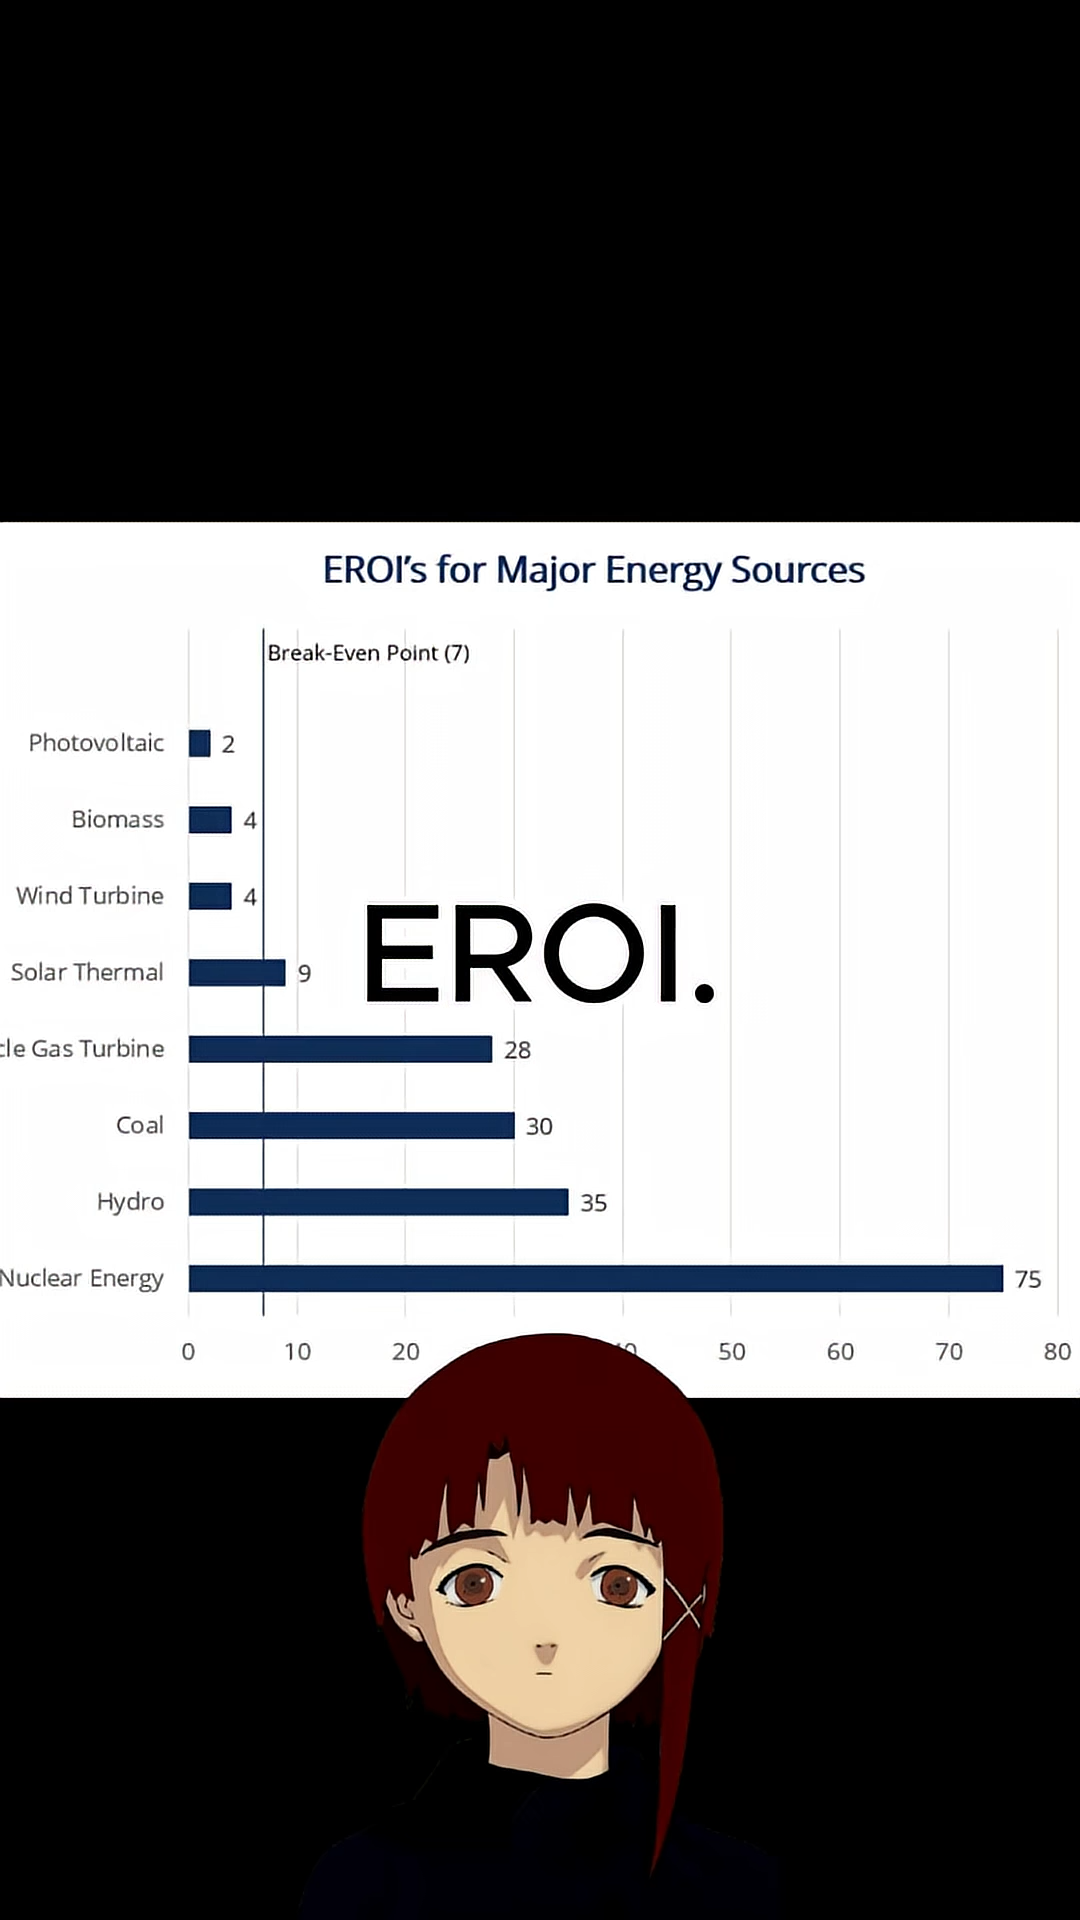 EROI's for Major Energy Sources
Break-Even Point (7)
Photovoltaic 2
Biomass 4
Wind Turbine 4
EROI.
Solar Thermal 9
Gas Turbine 28
Coal 30
Hydro 35
Nuclear Energy 75
0 10 20 50 60 70 80